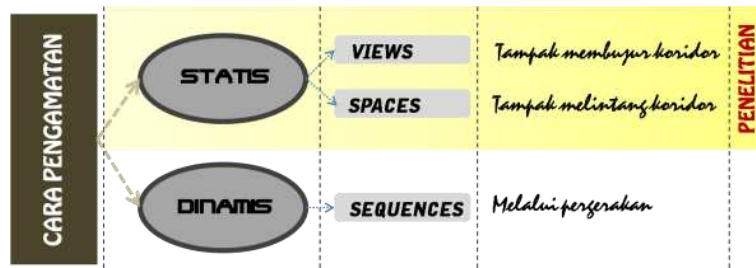 CARA PENGAMATAN
STATIS
VIEWS
Tampak membujur koridor
SPACES
Tampak melintang koridor
PENELITIAN
DINAMIS
SEQUENCES
Melalui pergerakan